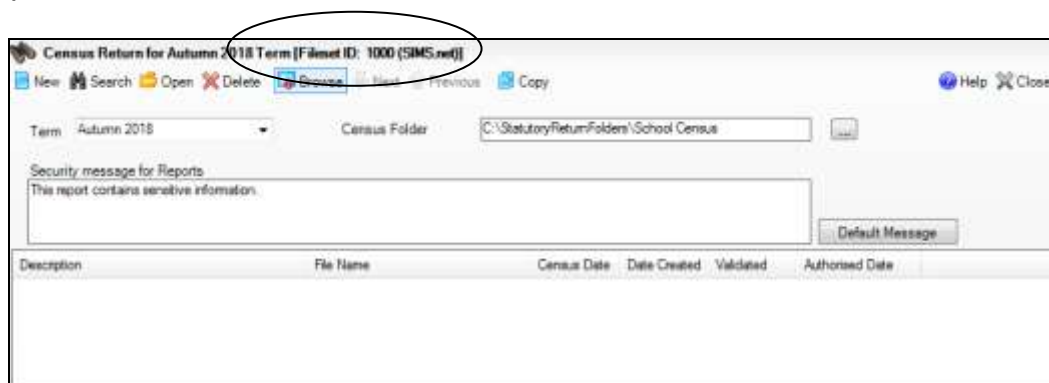 Census Return for Autumn 2018 Term [Fileset ID: 1000 (SIMS.net)]
New Search Open Delete Browse Next Previous Copy Help Close
Term Autumn 2018 Census Folder C:\StatutoryReturnFolders\School Census ...
Security message for Reports
This report contains sensitive information.
Default Message
Description File Name Census Date Date Created Validated Authorised Date